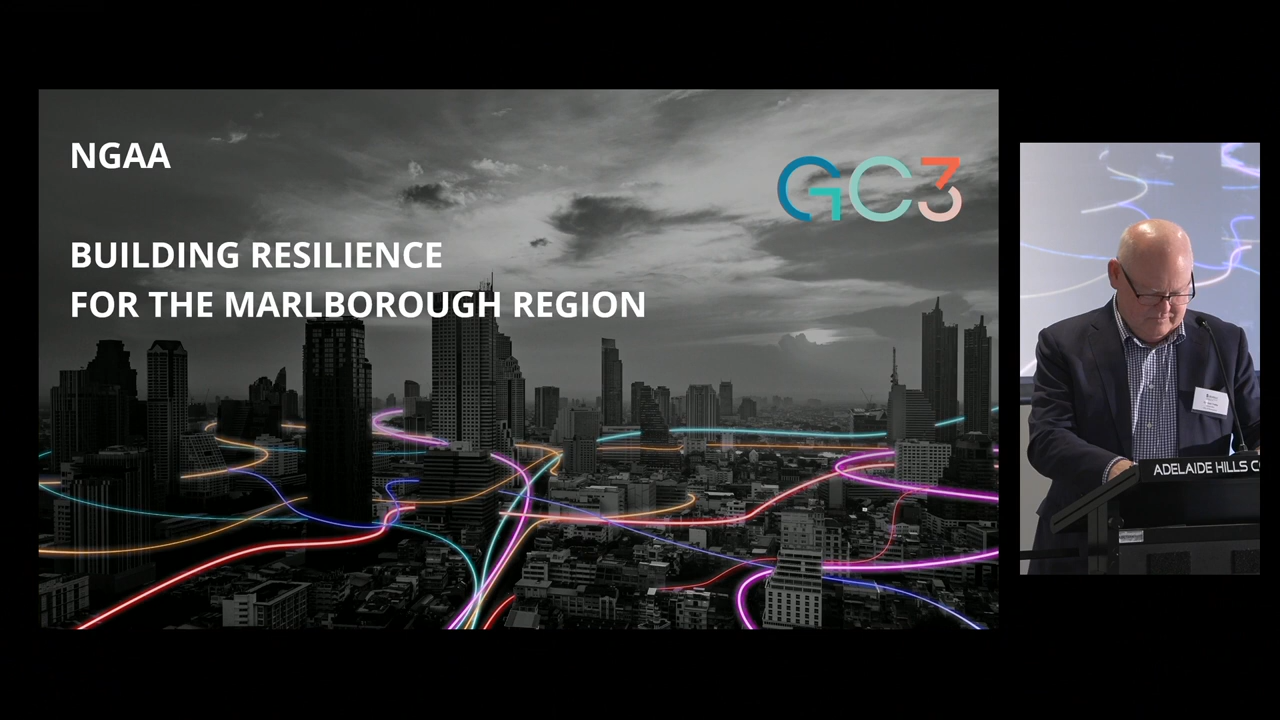 NGAA
GC3
BUILDING RESILIENCE
FOR THE MARLBOROUGH REGION
ADELAIDE HILLS